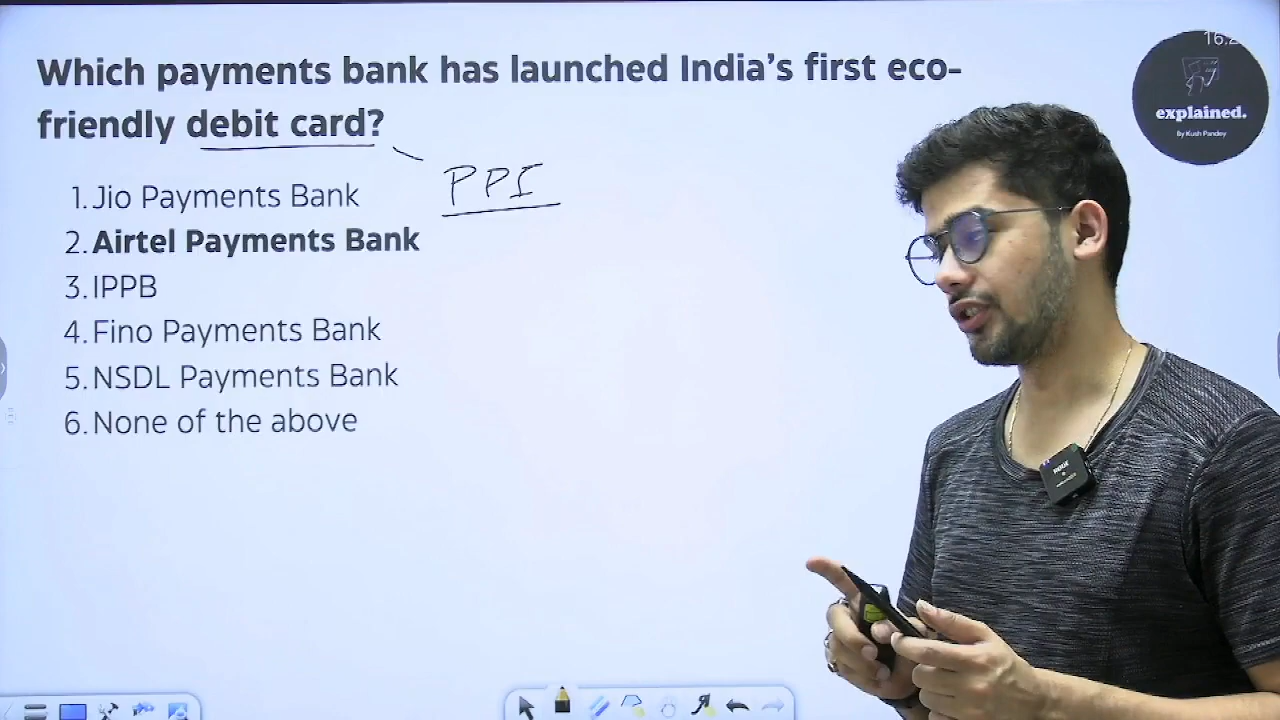 Which payments bank has launched India's first eco-
friendly debit card?
PPI
1. Jio Payments Bank
2. Airtel Payments Bank
3. IPPB
4. Fino Payments Bank
5. NSDL Payments Bank
6. None of the above
explained.
By Kush Pandey